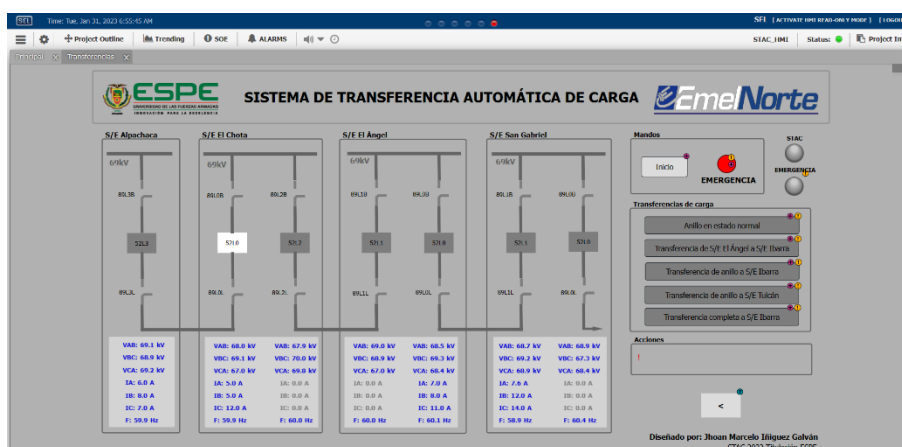 SEL Time: Tue, Jan 31, 2023 6:55:45 AM SEL [ACTIVATE HMI READ-ONLY MODE] [LOGOUT
Project Outline Trending SOE ALARMS STAC_HMI Status: Project In
Principal Transferencias
ESPE
UNIVERSIDAD DE LAS FUERZAS ARMADAS
INNOVACIÓN PARA LA EXCELENCIA
SISTEMA DE TRANSFERENCIA AUTOMÁTICA DE CARGA
EmelNorte
S/E Alpachaca S/E El Chota S/E El Ángel S/E San Gabriel Mandos STAC
69kV 69kV 69kV 69kV
Inicio EMERGENCIA EMERGENCIA
89L3B 89L0B 89L2B 89L1B 89L0B 89L1B 89L0B
Transferencias de carga
Anillo en estado normal
52L3 52L0 52L2 52L1 52L0 52L1 52L0
Transferencia de S/E El Ángel a S/E Ibarra
Transferencia de anillo a S/E Ibarra
89L3L 89L0L 89L2L 89L1L 89L0L 89L1L 89L0L
Transferencia de anillo a S/E Tulcán
Transferencia completa a S/E Ibarra
Acciones
!
VAB: 69.1 kV VAB: 68.0 kV VAB: 67.9 kV VAB: 69.0 kV VAB: 68.5 kV VAB: 68.7 kV VAB: 68.9 kV
VBC: 68.9 kV VBC: 69.1 kV VBC: 70.0 kV VBC: 68.9 kV VBC: 69.3 kV VBC: 69.2 kV VBC: 67.3 kV
VCA: 69.2 kV VCA: 67.0 kV VCA: 69.0 kV VCA: 67.0 kV VCA: 68.4 kV VCA: 68.9 kV VCA: 68.4 kV
IA: 6.0 A IA: 5.0 A IA: 0.0 A IA: 0.0 A IA: 7.0 A IA: 7.6 A IA: 0.0 A
IB: 8.0 A IB: 5.0 A IB: 0.0 A IB: 0.0 A IB: 8.0 A IB: 12.0 A IB: 0.0 A
IC: 7.0 A IC: 12.0 A IC: 0.0 A IC: 0.0 A IC: 11.0 A IC: 14.0 A IC: 0.0 A
F: 59.9 Hz F: 59.9 Hz F: 60.0 Hz F: 60.0 Hz F: 60.1 Hz F: 58.9 Hz F: 60.4 Hz
<
Diseñado por: Jhoan Marcelo Iñiguez Galván